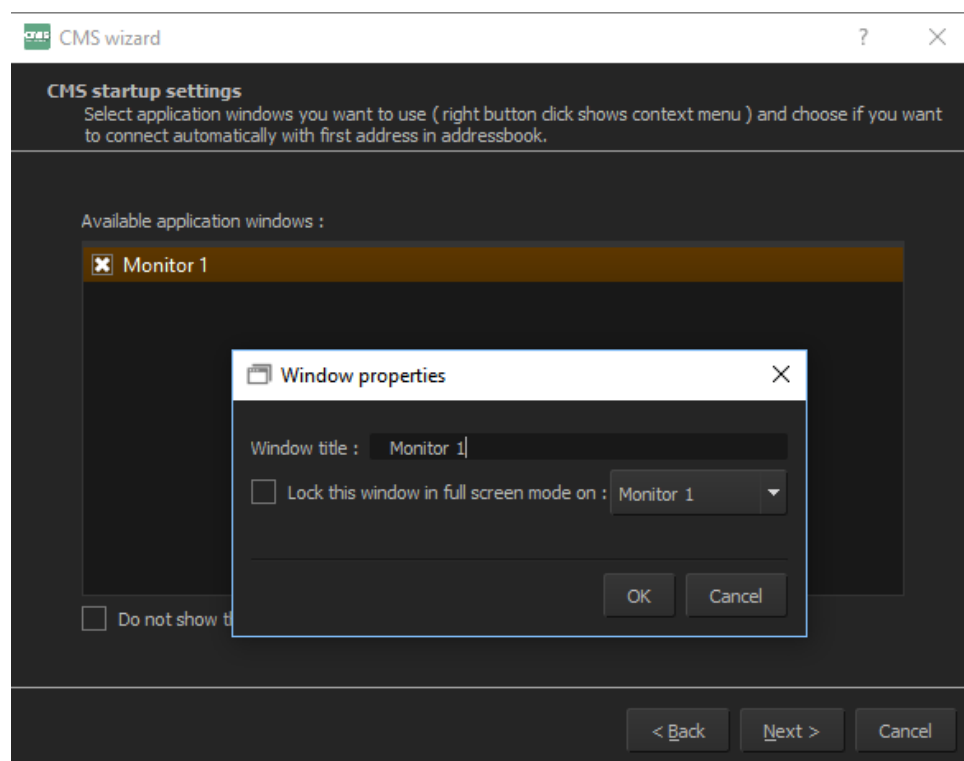 CMS wizard
CMS startup settings
Select application windows you want to use ( right button click shows context menu ) and choose if you want
to connect automatically with first address in addressbook.
Available application windows :
Monitor 1
Window properties
Window title : Monitor 1
Lock this window in full screen mode on : Monitor 1
OK Cancel
Do not show
< Back Next > Cancel